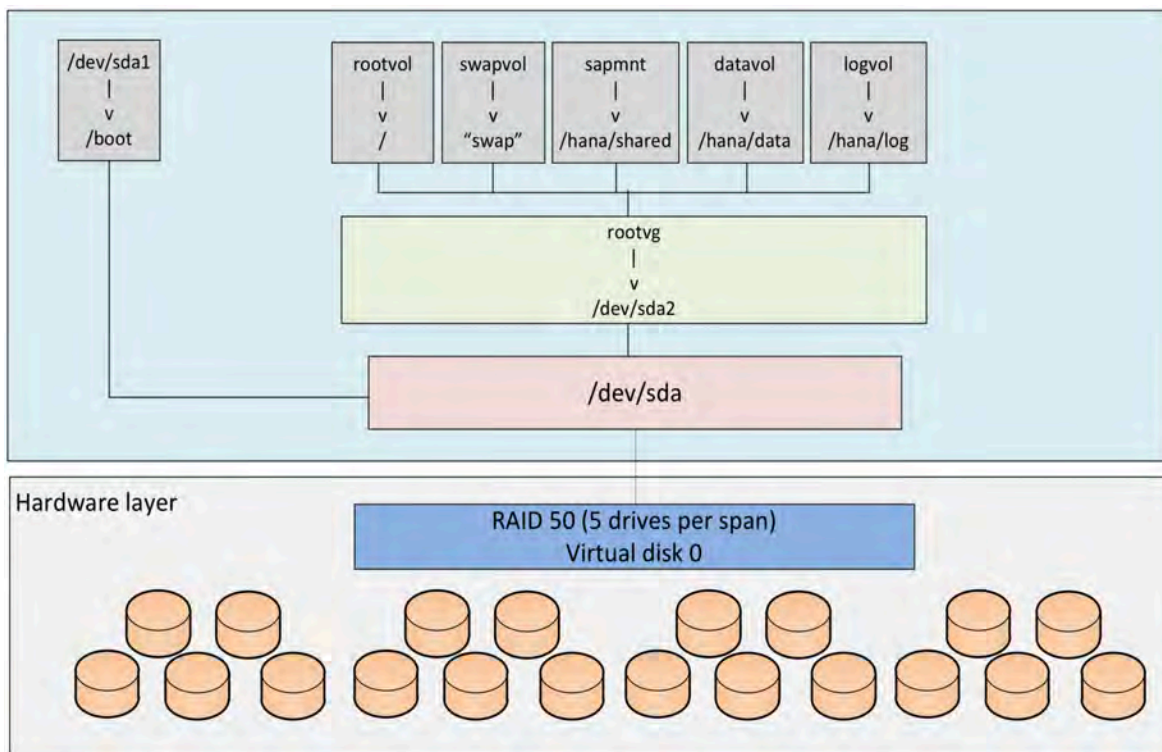 /dev/sda1
|
v
/boot
rootvol
|
v
/
swapvol
|
v
“swap”
sapmnt
|
v
/hana/shared
datavol
|
v
/hana/data
logvol
|
v
/hana/log
rootvg
|
v
/dev/sda2
/dev/sda
Hardware layer
RAID 50 (5 drives per span)
Virtual disk 0